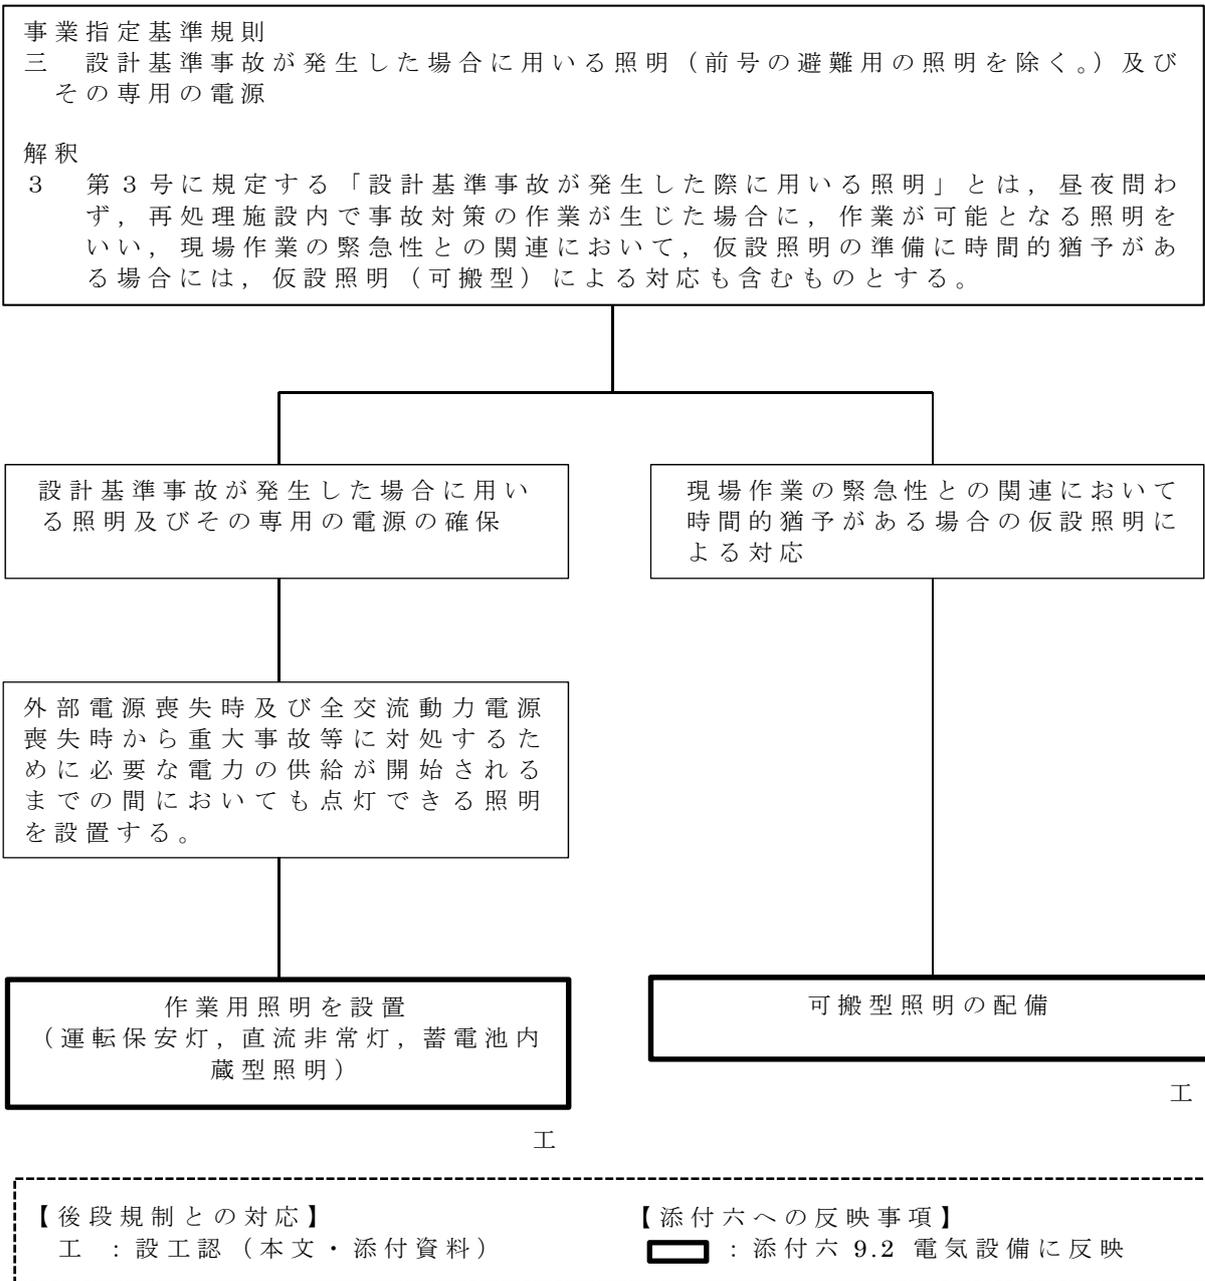 事業指定基準規則
三 設計基準事故が発生した場合に用いる照明（前号の避難用の照明を除く。）及び
その専用の電源
解釈
3 第3号に規定する「設計基準事故が発生した際に用いる照明」とは，昼夜問わ
ず，再処理施設内で事故対策の作業が生じた場合に，作業が可能となる照明を
いい，現場作業の緊急性との関連において，仮設照明の準備に時間的猶予があ
る場合には，仮設照明（可搬型）による対応も含むものとする。
設計基準事故が発生した場合に用い
る照明及びその専用の電源の確保
現場作業の緊急性との関連において
時間的猶予がある場合の仮設照明に
よる対応
外部電源喪失時及び全交流動力電源
喪失時から重大事故等に対処するた
めに必要な電力の供給が開始される
までの間においても点灯できる照明
を設置する。
作業用照明を設置
（運転保安灯，直流非常灯，蓄電池内
蔵型照明）
工
可搬型照明の配備
工
【後段規制との対応】
工 ：設工認（本文・添付資料）
【添付六への反映事項】
：添付六 9.2 電気設備に反映